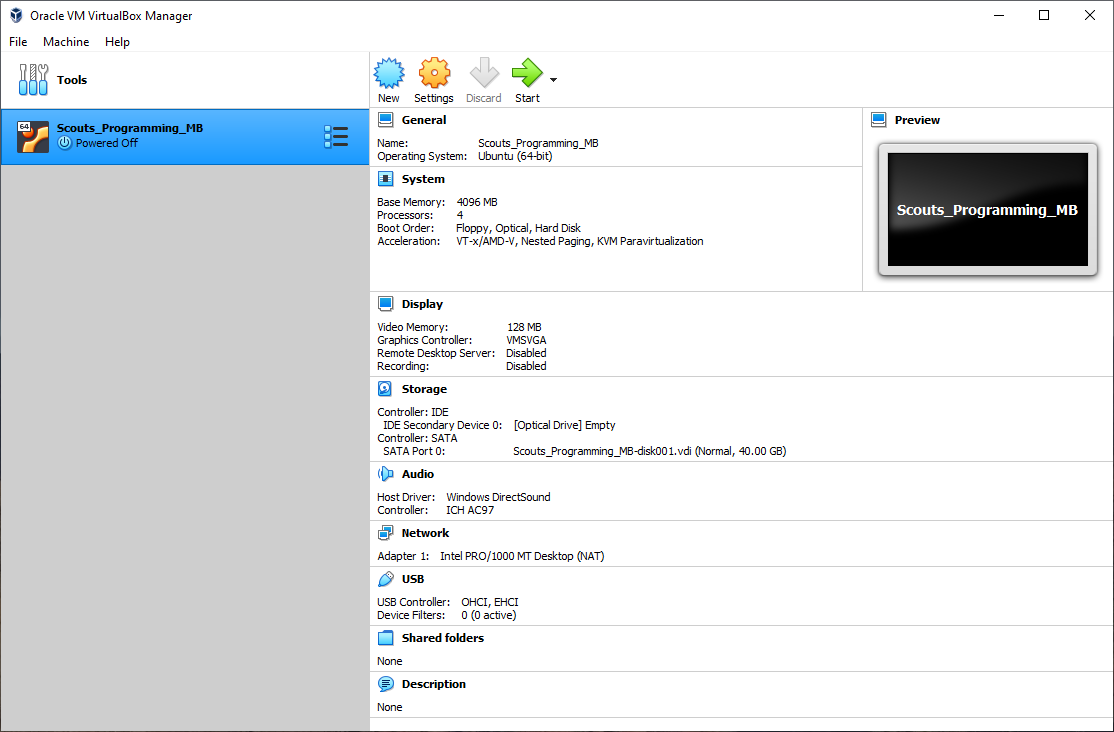 Oracle VM VirtualBox Manager
File Machine Help
Tools
New Settings Discard Start
64
Scouts_Programming_MB
Powered Off
General
Name: Scouts_Programming_MB
Operating System: Ubuntu (64-bit)
Preview
Scouts_Programming_MB
System
Base Memory: 4096 MB
Processors: 4
Boot Order: Floppy, Optical, Hard Disk
Acceleration: VT-x/AMD-V, Nested Paging, KVM Paravirtualization
Display
Video Memory: 128 MB
Graphics Controller: VMSVGA
Remote Desktop Server: Disabled
Recording: Disabled
Storage
Controller: IDE
IDE Secondary Device 0: [Optical Drive] Empty
Controller: SATA
SATA Port 0: Scouts_Programming_MB-disk001.vdi (Normal, 40.00 GB)
Audio
Host Driver: Windows DirectSound
Controller: ICH AC97
Network
Adapter 1: Intel PRO/1000 MT Desktop (NAT)
USB
USB Controller: OHCI, EHCI
Device Filters: 0 (0 active)
Shared folders
None
Description
None